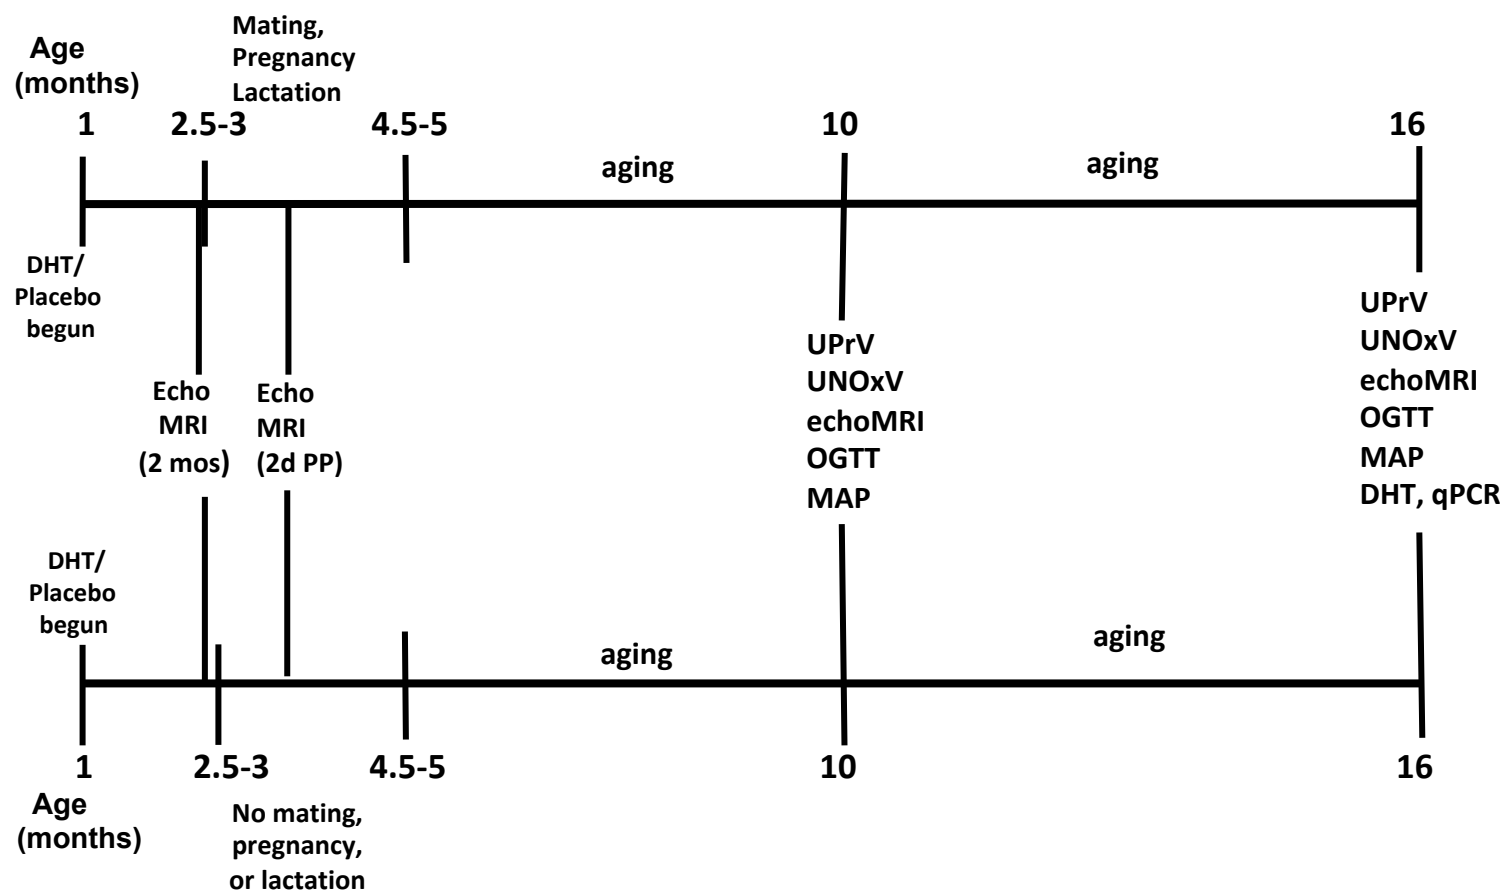 Age
(months)
Mating,
Pregnancy
Lactation
1
2.5-3
4.5-5
10
16
aging
aging
DHT/
Placebo
begun
Echo
MRI
(2 mos)
Echo
MRI
(2d PP)
UPrV
UNOxV
echoMRI
OGTT
MAP
UPrV
UNOxV
echoMRI
OGTT
MAP
DHT, qPCR
DHT/
Placebo
begun
aging
aging
1
2.5-3
4.5-5
10
16
Age
(months)
No mating,
pregnancy,
or lactation